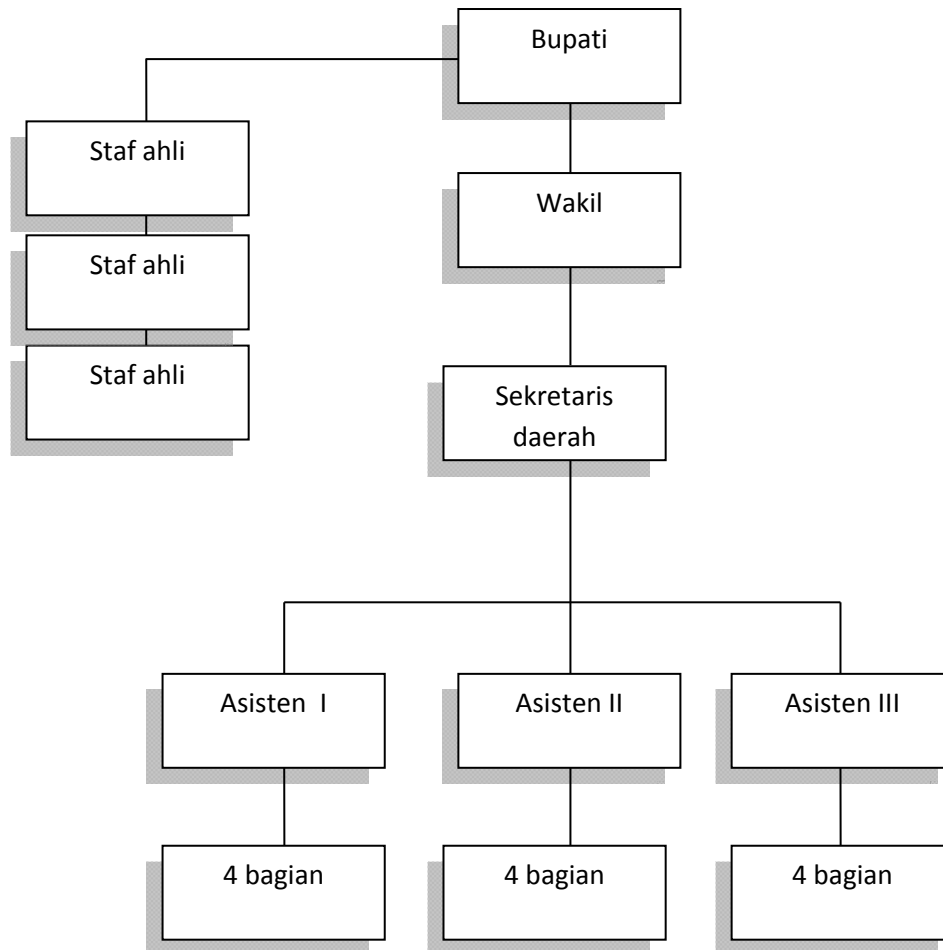 Bupati
Staf ahli
Wakil
Staf ahli
Staf ahli
Sekretaris
daerah
Asisten I
Asisten II
Asisten III
4 bagian
4 bagian
4 bagian